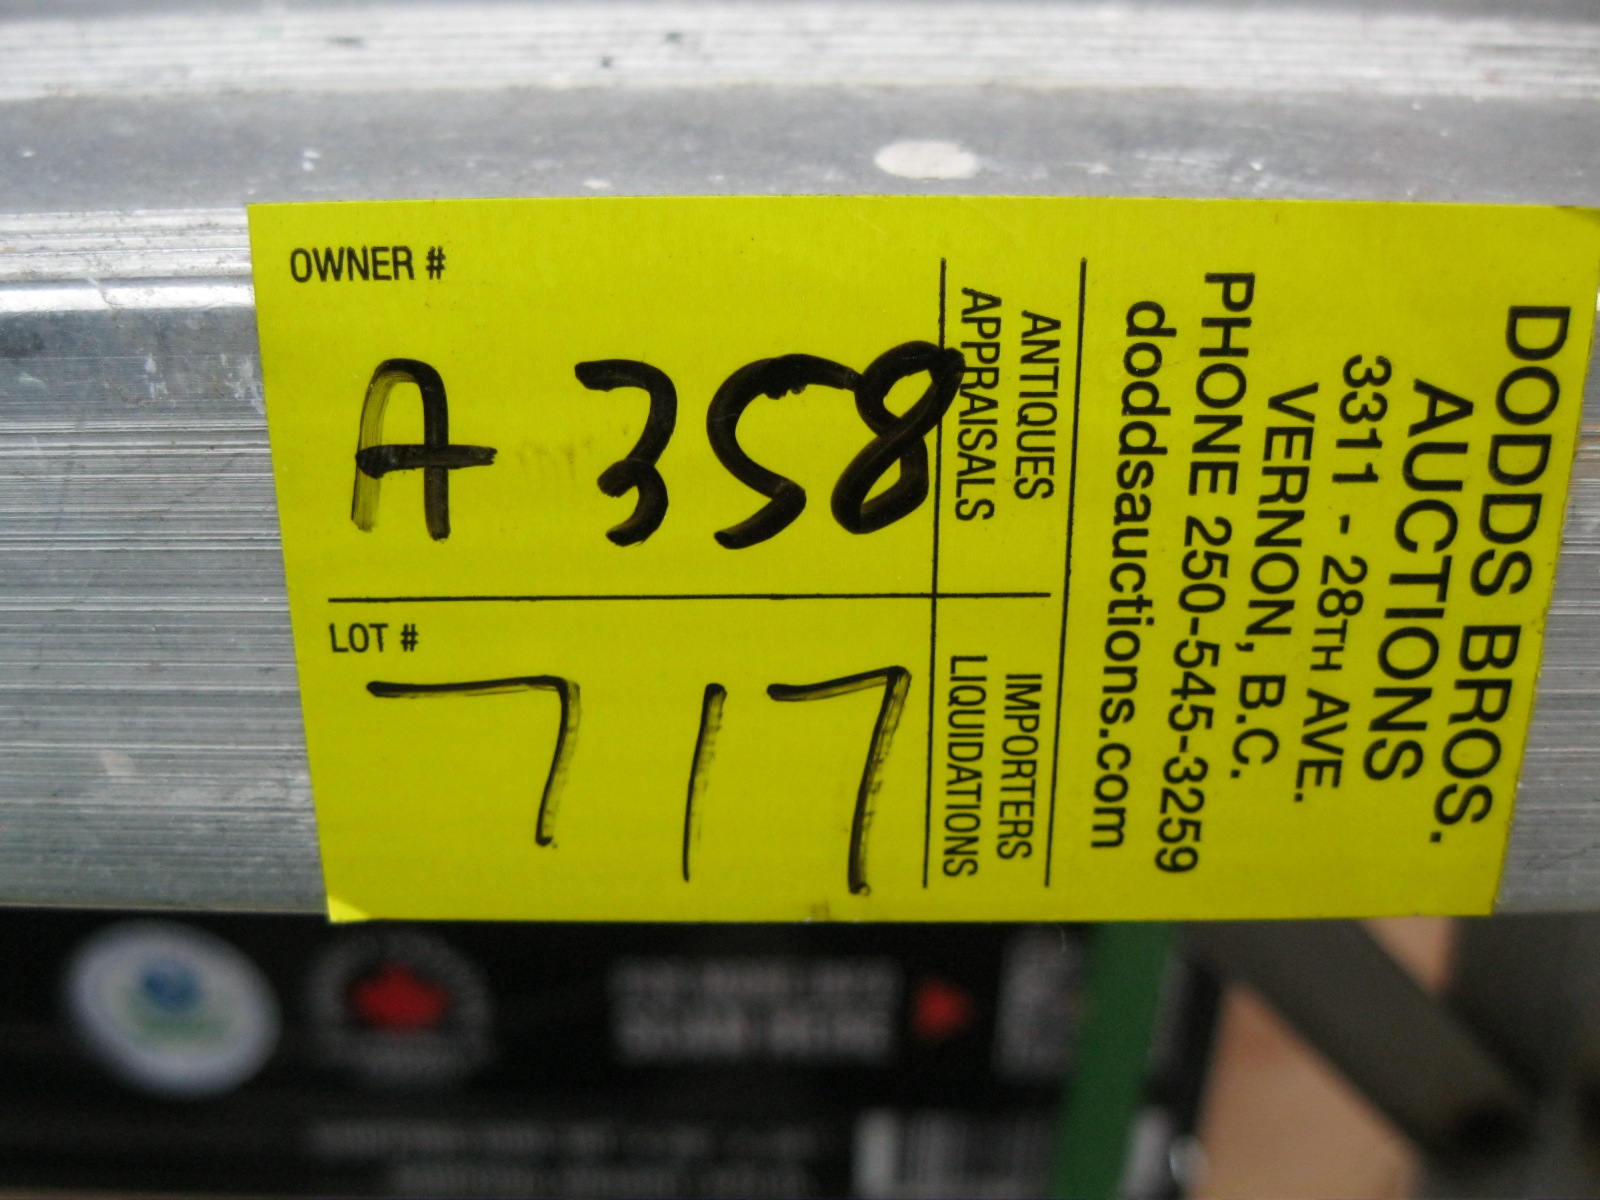 DODDS BROS.
AUCTIONS
3311 - 28TH AVE.
VERNON, B.C.
PHONE 250-545-3259
doddsauctions.com
ANTIQUES
APPRAISALS
IMPORTERS
LIQUIDATIONS
OWNER #
A 358
LOT #
717